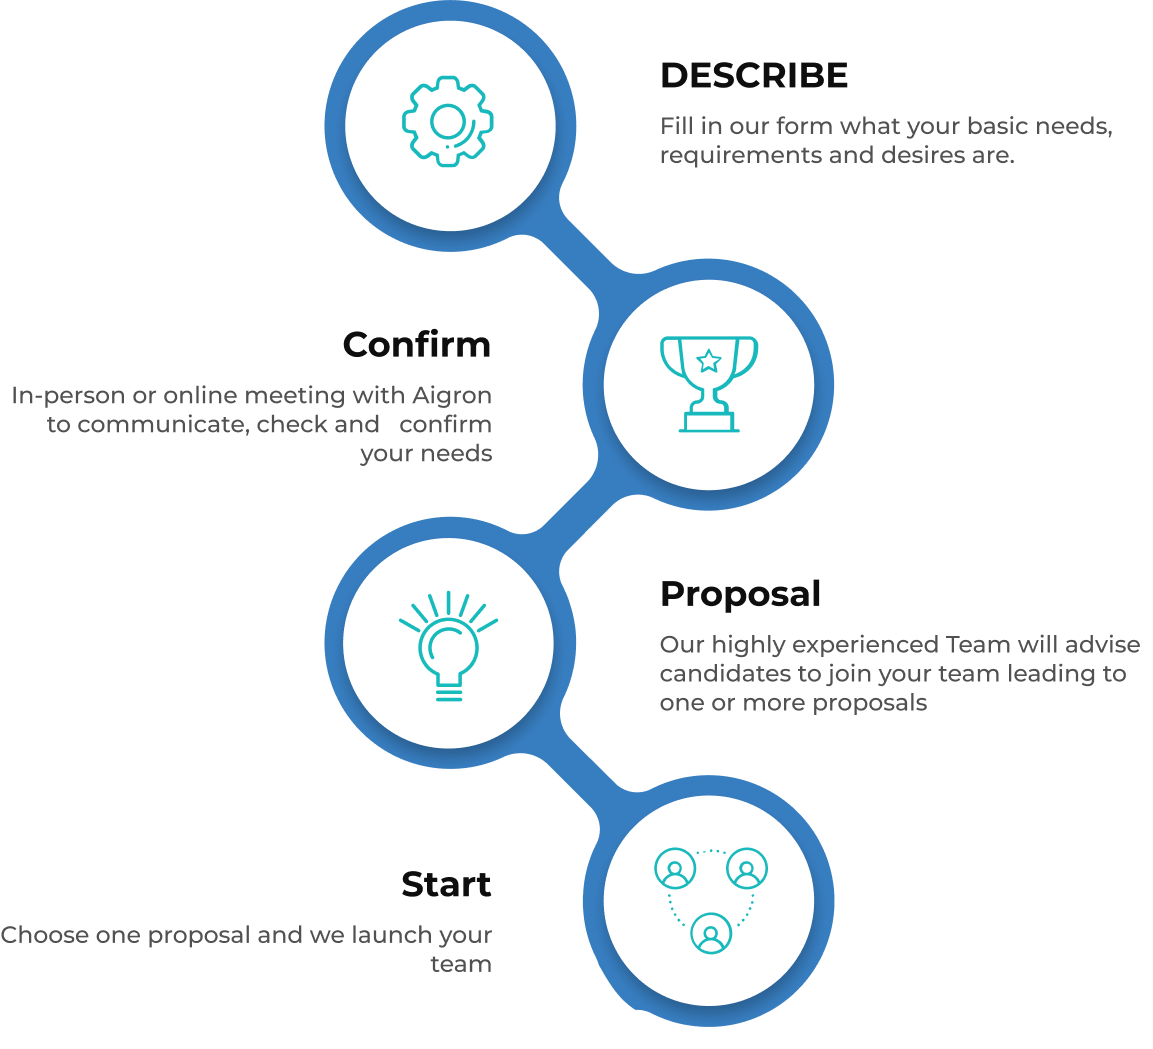 DESCRIBE
Fill in our form what your basic needs,
requirements and desires are.
Confirm
In-person or online meeting with Aigron
to communicate, check and   confirm
your needs
Proposal
Our highly experienced Team will advise
candidates to join your team leading to
one or more proposals
Start
Choose one proposal and we launch your
team